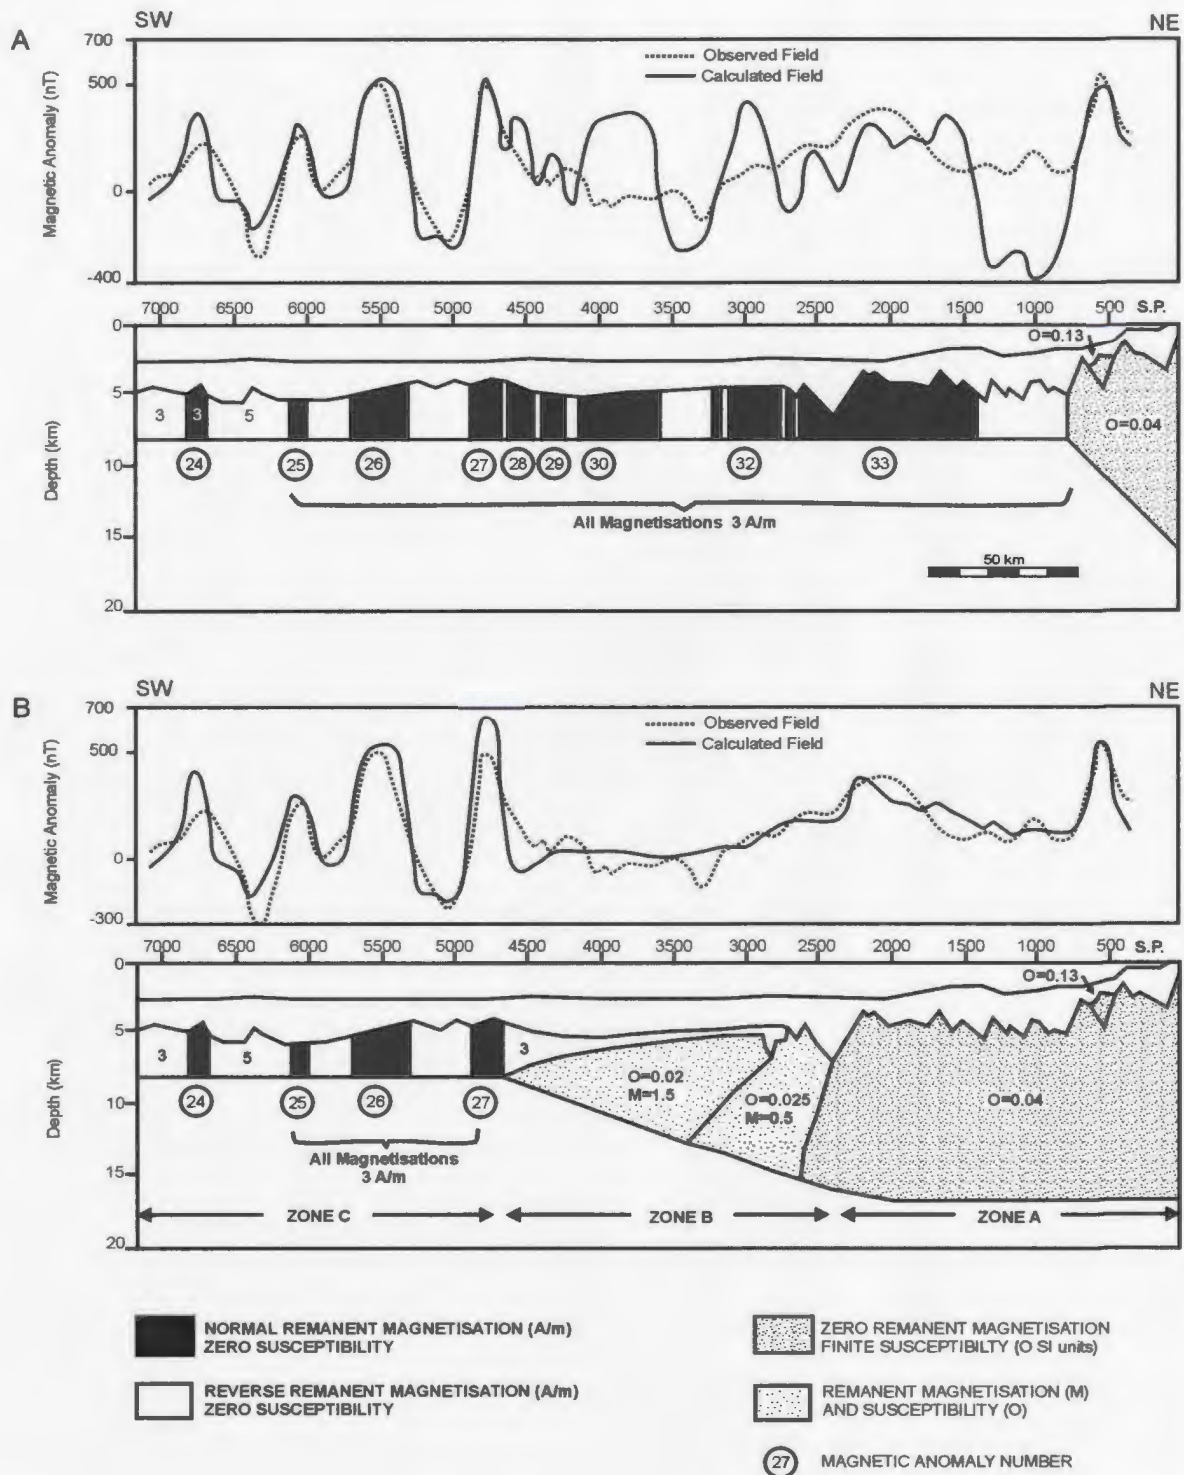 A
SW
NE
700
500
0
-400
Magnetic Anomaly (nT)
Observed Field
Calculated Field
7000 6500 6000 5500 5000 4500 4000 3500 3000 2500 2000 1500 1000 500 S.P.
0
5
10
15
20
Depth (km)
3 3 5
O=0.13
O=0.04
24 25 26 27 28 29 30 32 33
All Magnetisations 3 A/m
50 km
B
SW
NE
700
500
0
-300
Magnetic Anomaly (nT)
Observed Field
Calculated Field
7000 6500 6000 5500 5000 4500 4000 3500 3000 2500 2000 1500 1000 500 S.P.
0
5
10
15
20
Depth (km)
O=0.13
3 5 3
O=0.02
M=1.5
O=0.025
M=0.5
O=0.04
24 25 26 27
All Magnetisations
3 A/m
ZONE C ZONE B ZONE A
NORMAL REMANENT MAGNETISATION (A/m)
ZERO SUSCEPTIBILITY
REVERSE REMANENT MAGNETISATION (A/m)
ZERO SUSCEPTIBILITY
ZERO REMANENT MAGNETISATION
FINITE SUSCEPTIBILTY (O SI units)
REMANENT MAGNETISATION (M)
AND SUSCEPTIBILITY (O)
27 MAGNETIC ANOMALY NUMBER